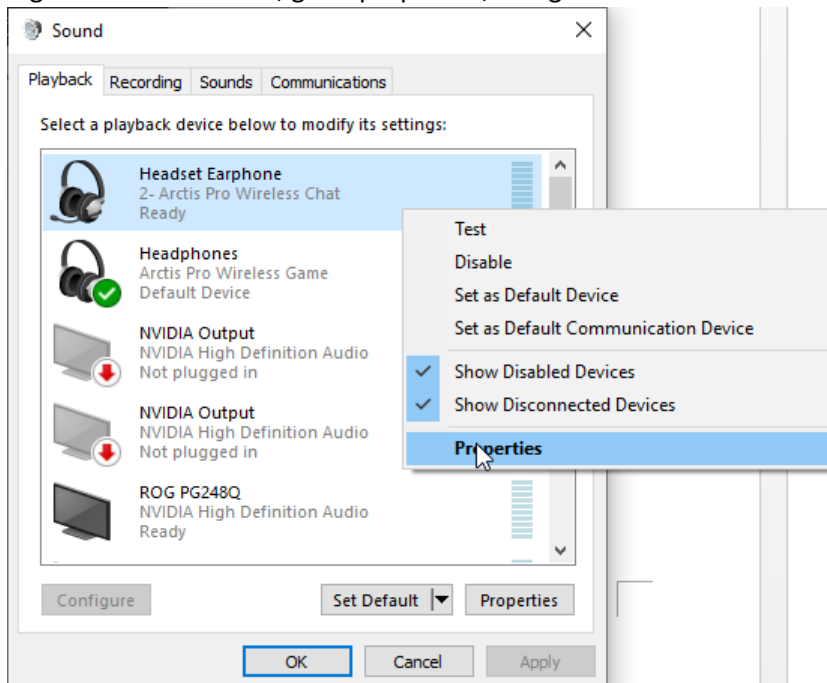 Sound
Playback Recording Sounds Communications
Select a playback device below to modify its settings:
Headset Earphone
2- Arctis Pro Wireless Chat
Ready
Headphones
Arctis Pro Wireless Game
Default Device
NVIDIA Output
NVIDIA High Definition Audio
Not plugged in
NVIDIA Output
NVIDIA High Definition Audio
Not plugged in
ROG PG248Q
NVIDIA High Definition Audio
Ready
Test
Disable
Set as Default Device
Set as Default Communication Device
Show Disabled Devices
Show Disconnected Devices
Properties
Configure Set Default Properties
OK Cancel Apply